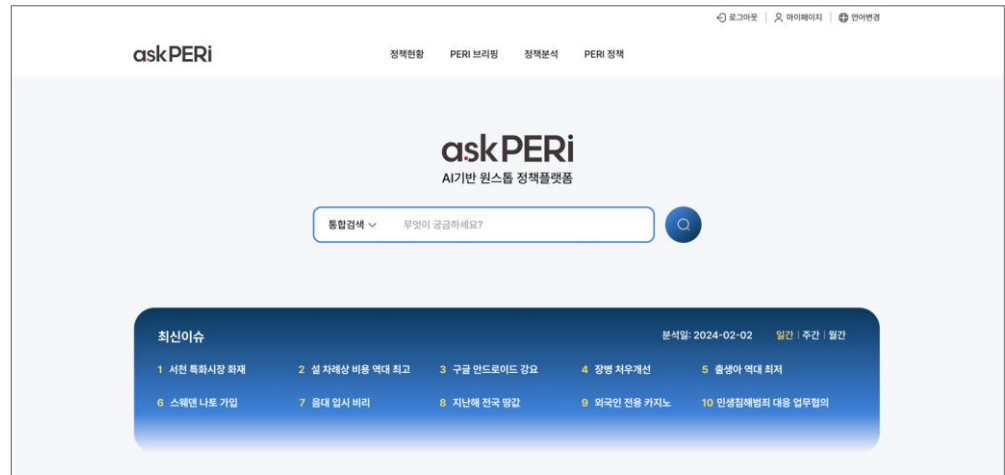 로그아웃 | 마이페이지 | 언어변경
askPERi 정책현황 PERI 브리핑 정책분석 PERI 정책
askPERi
AI기반 원스톱 정책플랫폼
통합검색 무엇이 궁금하세요?
최신이슈 분석일: 2024-02-02 일간 | 주간 | 월간
1 서천 특화시장 화재 2 설 차례상 비용 역대 최고 3 구글 안드로이드 강요 4 장병 처우개선 5 출생아 역대 최저
6 스웨덴 나토 가입 7 음대 입시 비리 8 지난해 전국 땅값 9 외국인 전용 카지노 10 민생침해범죄 대응 업무협의